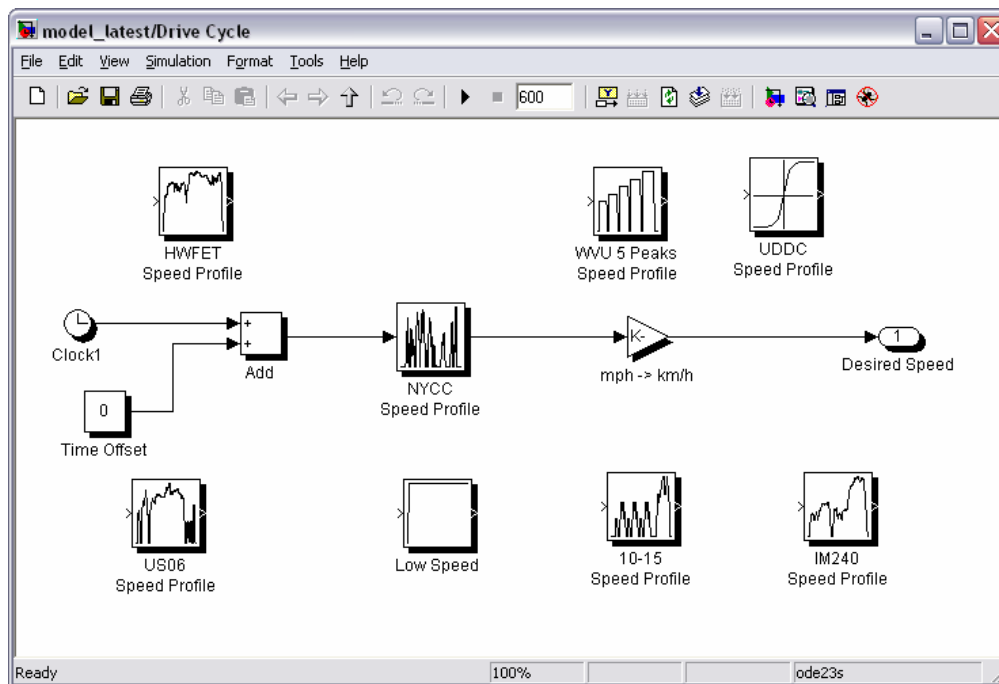 model_latest/Drive Cycle
File Edit View Simulation Format Tools Help
600
HWFET
Speed Profile
WVU 5 Peaks
Speed Profile
UDDC
Speed Profile
Clock1
+
+
Add
NYCC
Speed Profile
K-
mph -> km/h
1
Desired Speed
0
Time Offset
US06
Speed Profile
Low Speed
10-15
Speed Profile
IM240
Speed Profile
Ready 100% ode23s